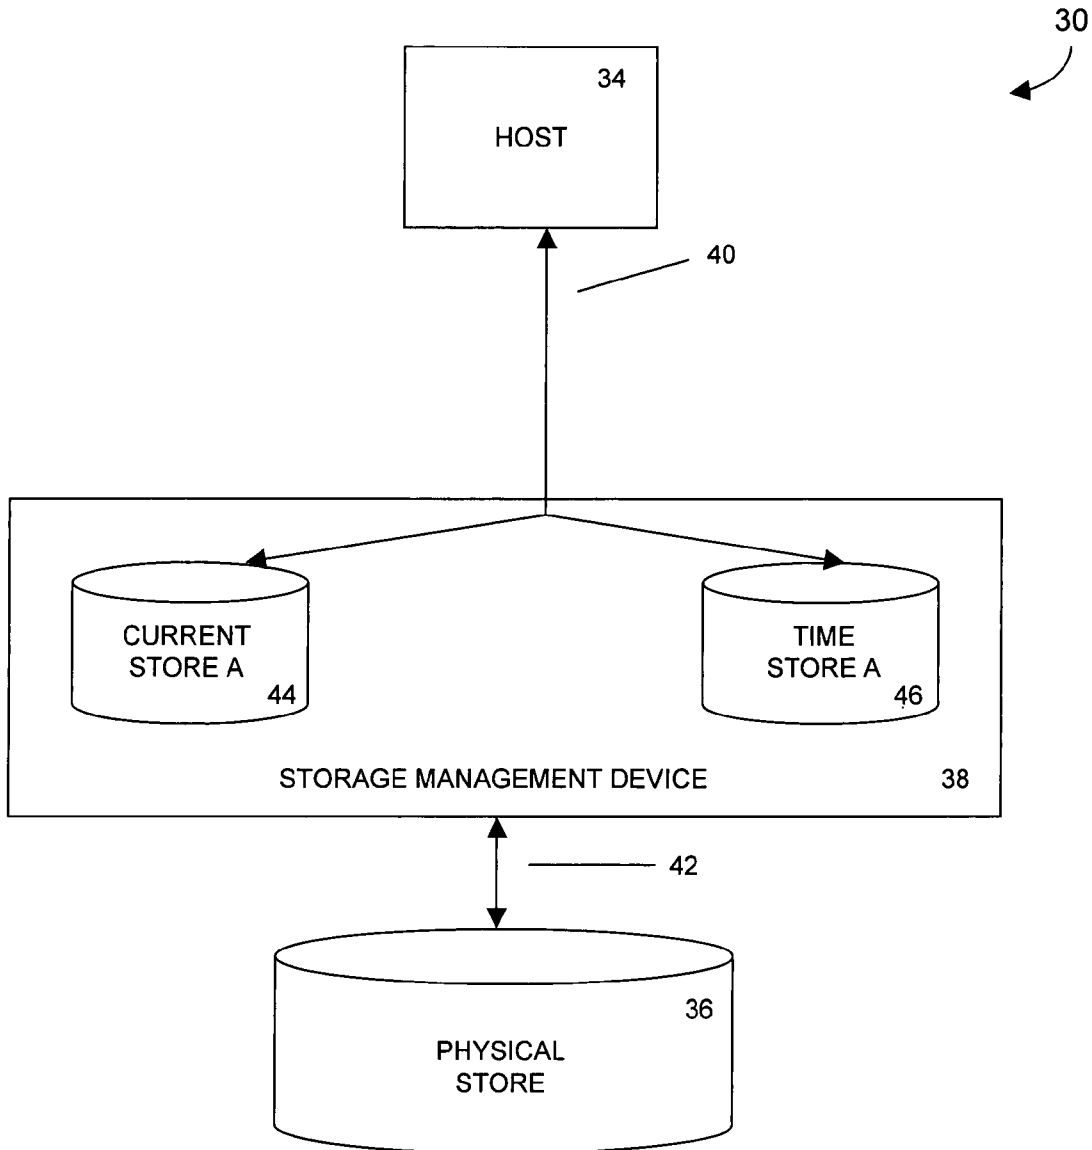 30
34
HOST
40
CURRENT
STORE A
44
TIME
STORE A
46
STORAGE MANAGEMENT DEVICE 38
42
36
PHYSICAL
STORE